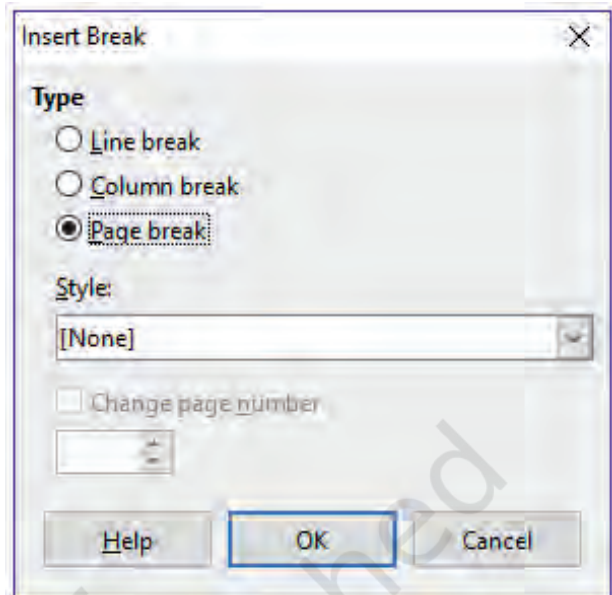 Insert Break
Type
Line break
Column break
Page break
Style:
[None]
Change page number
Help OK Cancel